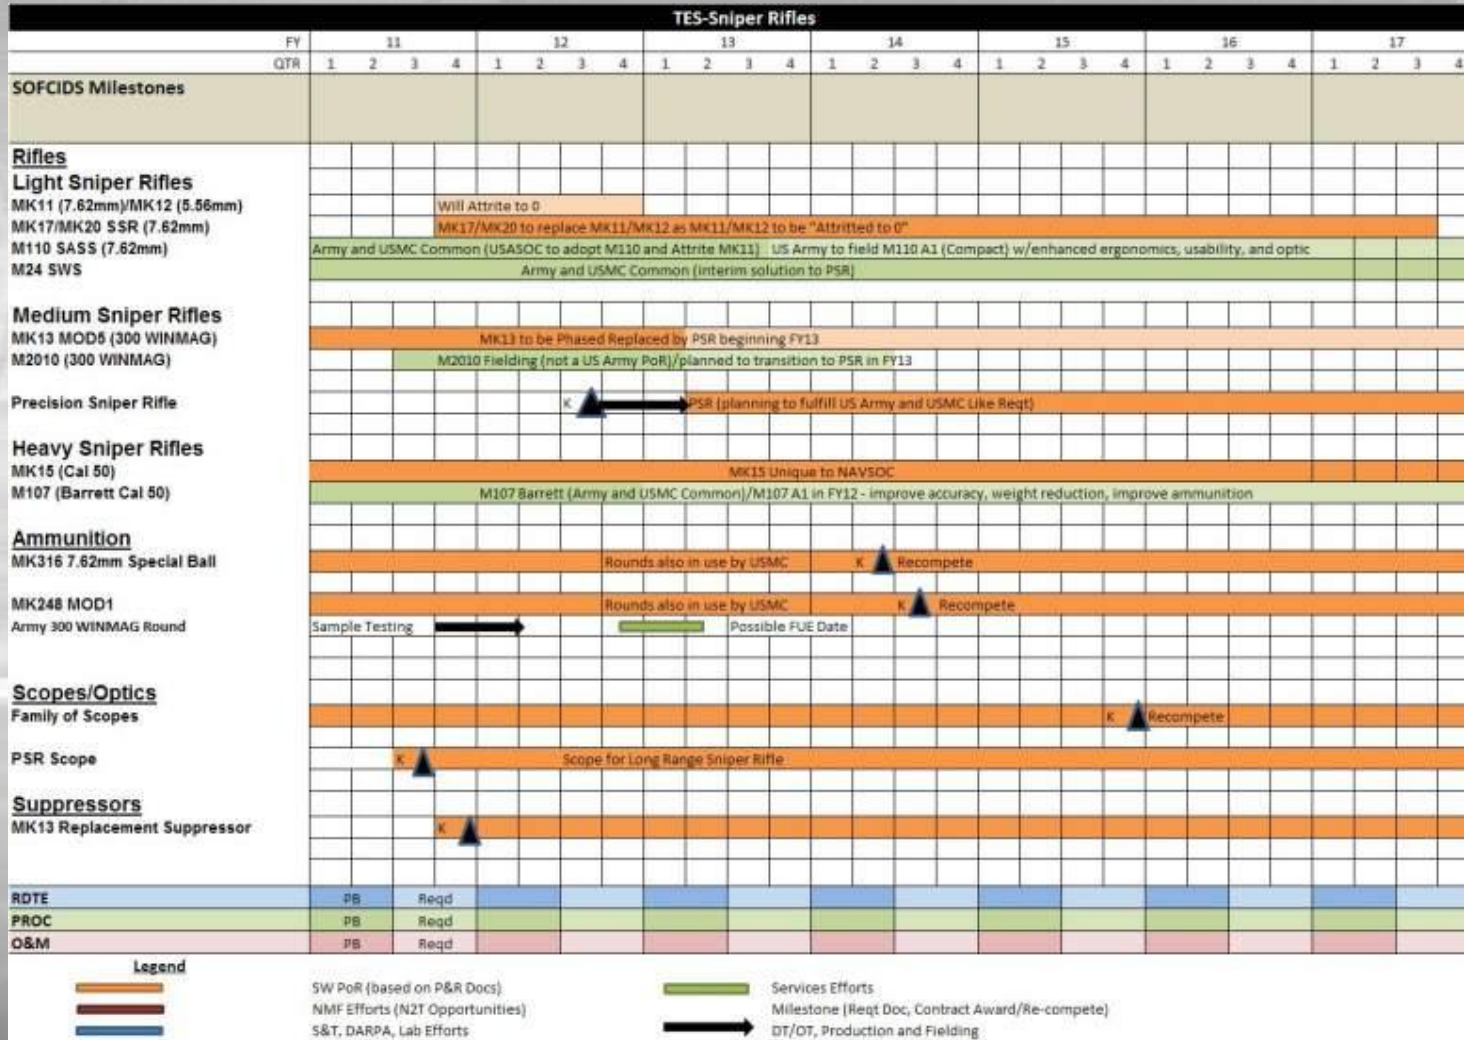 TES-Sniper Rifles
FY 11 12 13 14 15 16 17
QTR 1 2 3 4 1 2 3 4 1 2 3 4 1 2 3 4 1 2 3 4 1 2 3 4 1 2 3 4
SOFCIDS Milestones
Rifles
Light Sniper Rifles
MK11 (7.62mm)/MK12 (5.56mm) Will Attrite to 0
MK17/MK20 SSR (7.62mm) MK17/MK20 to replace MK11/MK12 as MK11/MK12 to be "Attritted to 0"
M110 SASS (7.62mm) Army and USMC Common (USASOC to adopt M110 and Attrite MK11) US Army to field M110 A1 (Compact) w/enhanced ergonomics, usability, and optic
M24 SWS Army and USMC Common (interim solution to PSR)
Medium Sniper Rifles
MK13 MOD5 (300 WINMAG) MK13 to be Phased Replaced by PSR beginning FY13
M2010 (300 WINMAG) M2010 Fielding (not a US Army PoR)/planned to transition to PSR in FY13
Precision Sniper Rifle K PSR (planning to fulfill US Army and USMC Like Reqt)
Heavy Sniper Rifles
MK15 (Cal 50) MK15 Unique to NAVSOC
M107 (Barrett Cal 50) M107 Barrett (Army and USMC Common)/M107 A1 in FY12 - improve accuracy, weight reduction, improve ammunition
Ammunition
MK316 7.62mm Special Ball Rounds also in use by USMC K Recompete
MK248 MOD1 Rounds also in use by USMC K Recompete
Army 300 WINMAG Round Sample Testing Possible FUE Date
Scopes/Optics
Family of Scopes K Recompete
PSR Scope K Scope for Long Range Sniper Rifle
Suppressors
MK13 Replacement Suppressor K
RDTE PB Reqd
PROC PB Reqd
O&M PB Reqd
Legend
SW PoR (based on P&R Docs) Services Efforts
NMF Efforts (N2T Opportunities) Milestone (Reqt Doc, Contract Award/Re-compete)
S&T, DARPA, Lab Efforts DT/OT, Production and Fielding